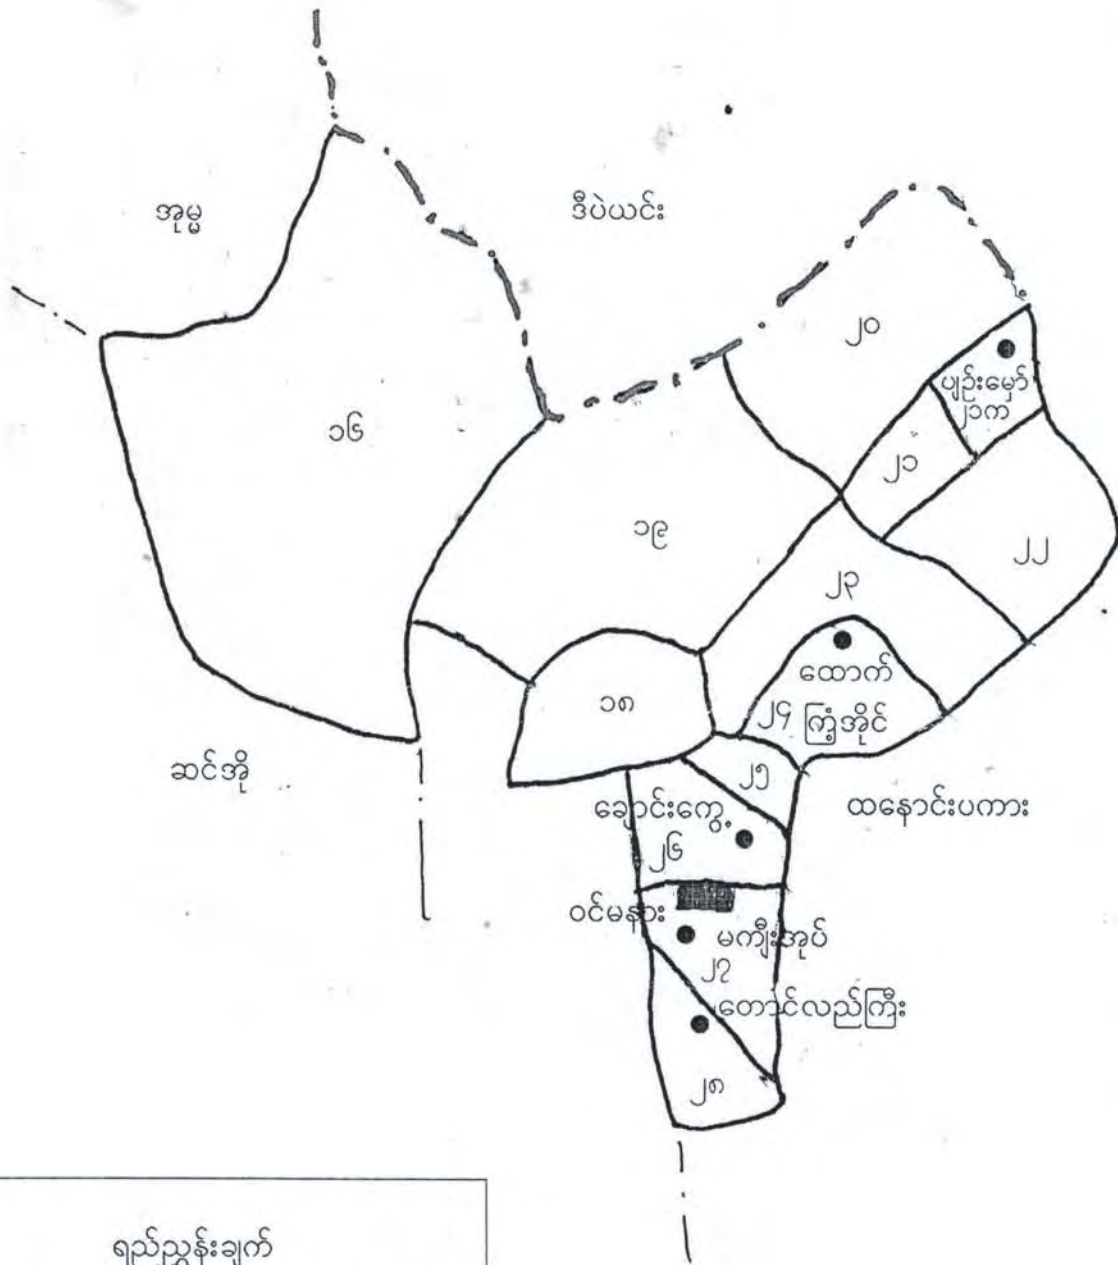 အုမ္မ
ဒီပဲယင်း
၂၀
ပျဉ်းမှော်
၂၁က
၁၆
၂၁
၁၉
၂၂
၂၃
ထောက်
ကြံ့အိုင်
၂၄
၁၈
ဆင်အို
၂၅
ထနောင်းပကား
ချောင်းကွေ့
၂၆
ဝင်မနား
မကျီးအုပ်
၂၇
တောင်လည်ကြီး
၂၈
ရည်ညွှန်းချက်